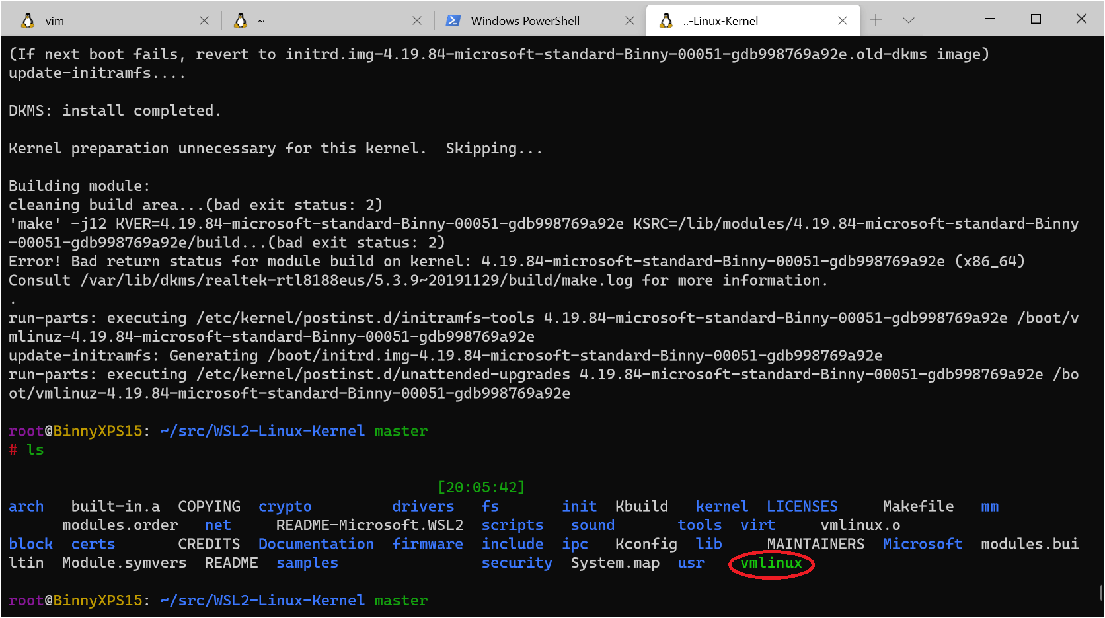 vim
~
Windows PowerShell
..-Linux-Kernel
(If next boot fails, revert to initrd.img-4.19.84-microsoft-standard-Binny-00051-gdb998769a92e.old-dkms image)
update-initramfs....
DKMS: install completed.
Kernel preparation unnecessary for this kernel.  Skipping...
Building module:
cleaning build area...(bad exit status: 2)
'make' -j12 KVER=4.19.84-microsoft-standard-Binny-00051-gdb998769a92e KSRC=/lib/modules/4.19.84-microsoft-standard-Binny
-00051-gdb998769a92e/build...(bad exit status: 2)
Error! Bad return status for module build on kernel: 4.19.84-microsoft-standard-Binny-00051-gdb998769a92e (x86_64)
Consult /var/lib/dkms/realtek-rtl8188eus/5.3.9~20191129/build/make.log for more information.
.
run-parts: executing /etc/kernel/postinst.d/initramfs-tools 4.19.84-microsoft-standard-Binny-00051-gdb998769a92e /boot/v
mlinuz-4.19.84-microsoft-standard-Binny-00051-gdb998769a92e
update-initramfs: Generating /boot/initrd.img-4.19.84-microsoft-standard-Binny-00051-gdb998769a92e
run-parts: executing /etc/kernel/postinst.d/unattended-upgrades 4.19.84-microsoft-standard-Binny-00051-gdb998769a92e /bo
ot/vmlinuz-4.19.84-microsoft-standard-Binny-00051-gdb998769a92e
root@BinnyXPS15: ~/src/WSL2-Linux-Kernel master
# ls
[20:05:42]
arch   built-in.a  COPYING  crypto         drivers   fs       init  Kbuild   kernel  LICENSES     Makefile   mm
modules.order   net     README-Microsoft.WSL2  scripts   sound       tools  virt     vmlinux.o
block  certs       CREDITS  Documentation  firmware  include  ipc   Kconfig  lib     MAINTAINERS  Microsoft  modules.bui
ltin  Module.symvers  README  samples                security  System.map  usr    vmlinux
root@BinnyXPS15: ~/src/WSL2-Linux-Kernel master